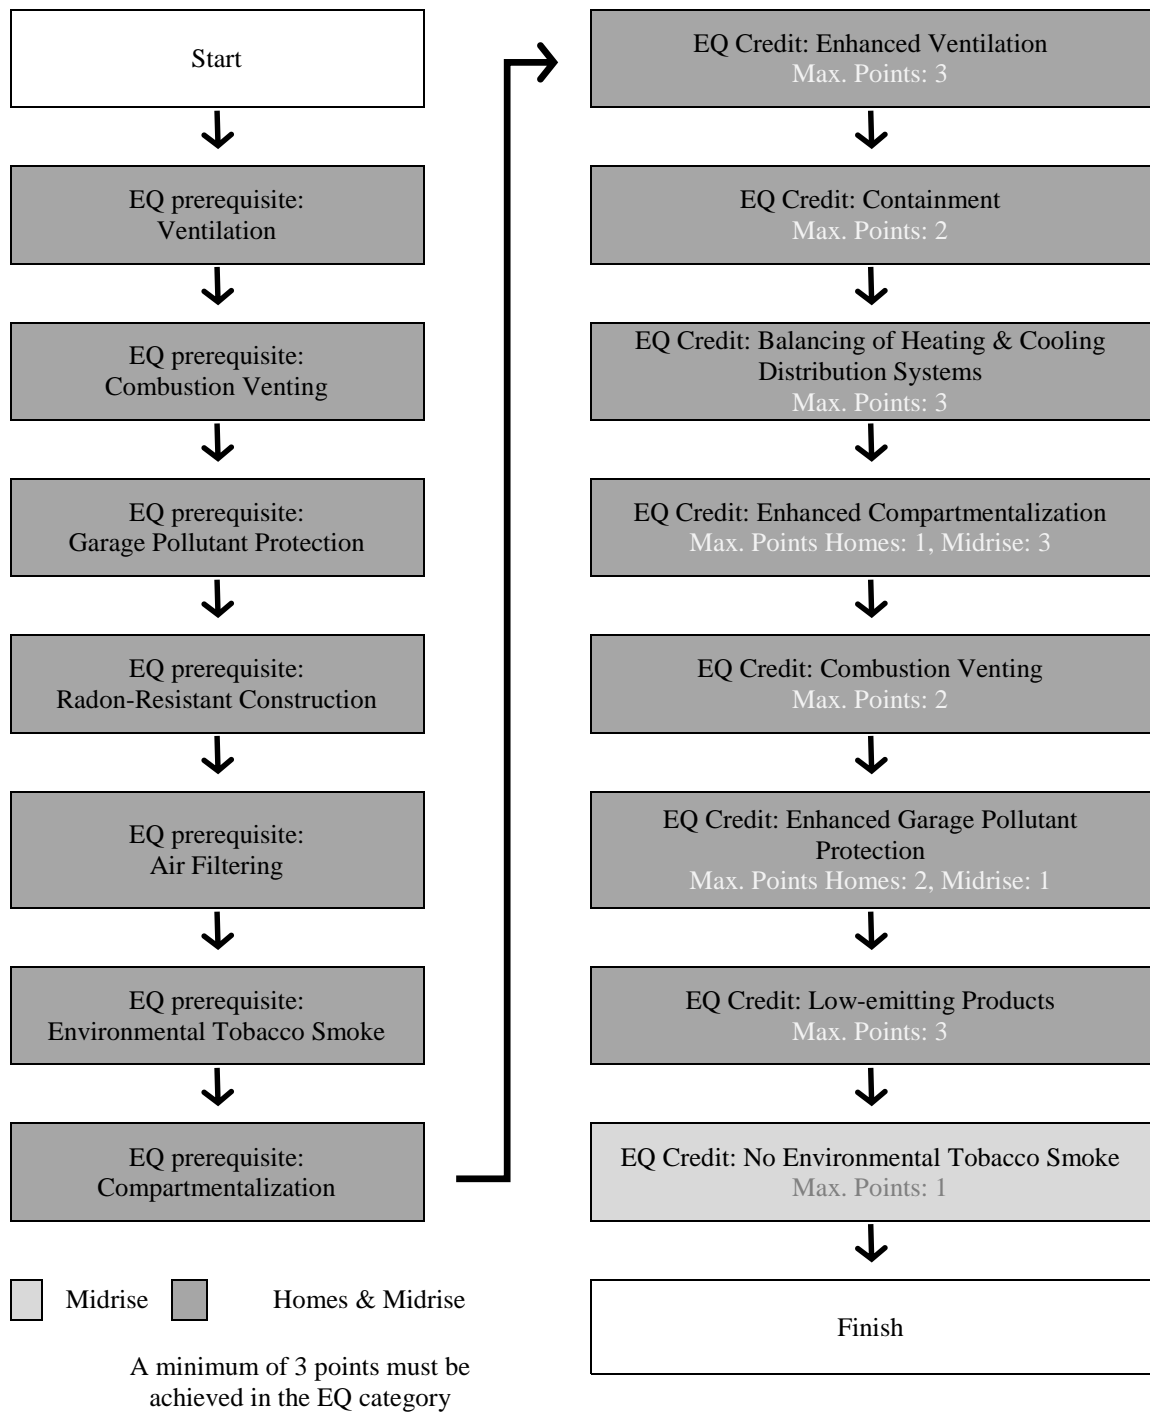 Start
EQ prerequisite:
Ventilation
EQ prerequisite:
Combustion Venting
EQ prerequisite:
Garage Pollutant Protection
EQ prerequisite:
Radon-Resistant Construction
EQ prerequisite:
Air Filtering
EQ prerequisite:
Environmental Tobacco Smoke
EQ prerequisite:
Compartmentalization
EQ Credit: Enhanced Ventilation
Max. Points: 3
EQ Credit: Containment
Max. Points: 2
EQ Credit: Balancing of Heating & Cooling
Distribution Systems
Max. Points: 3
EQ Credit: Enhanced Compartmentalization
Max. Points Homes: 1, Midrise: 3
EQ Credit: Combustion Venting
Max. Points: 2
EQ Credit: Enhanced Garage Pollutant
Protection
Max. Points Homes: 2, Midrise: 1
EQ Credit: Low-emitting Products
Max. Points: 3
EQ Credit: No Environmental Tobacco Smoke
Max. Points: 1
Finish
Midrise
Homes & Midrise
A minimum of 3 points must be
achieved in the EQ category